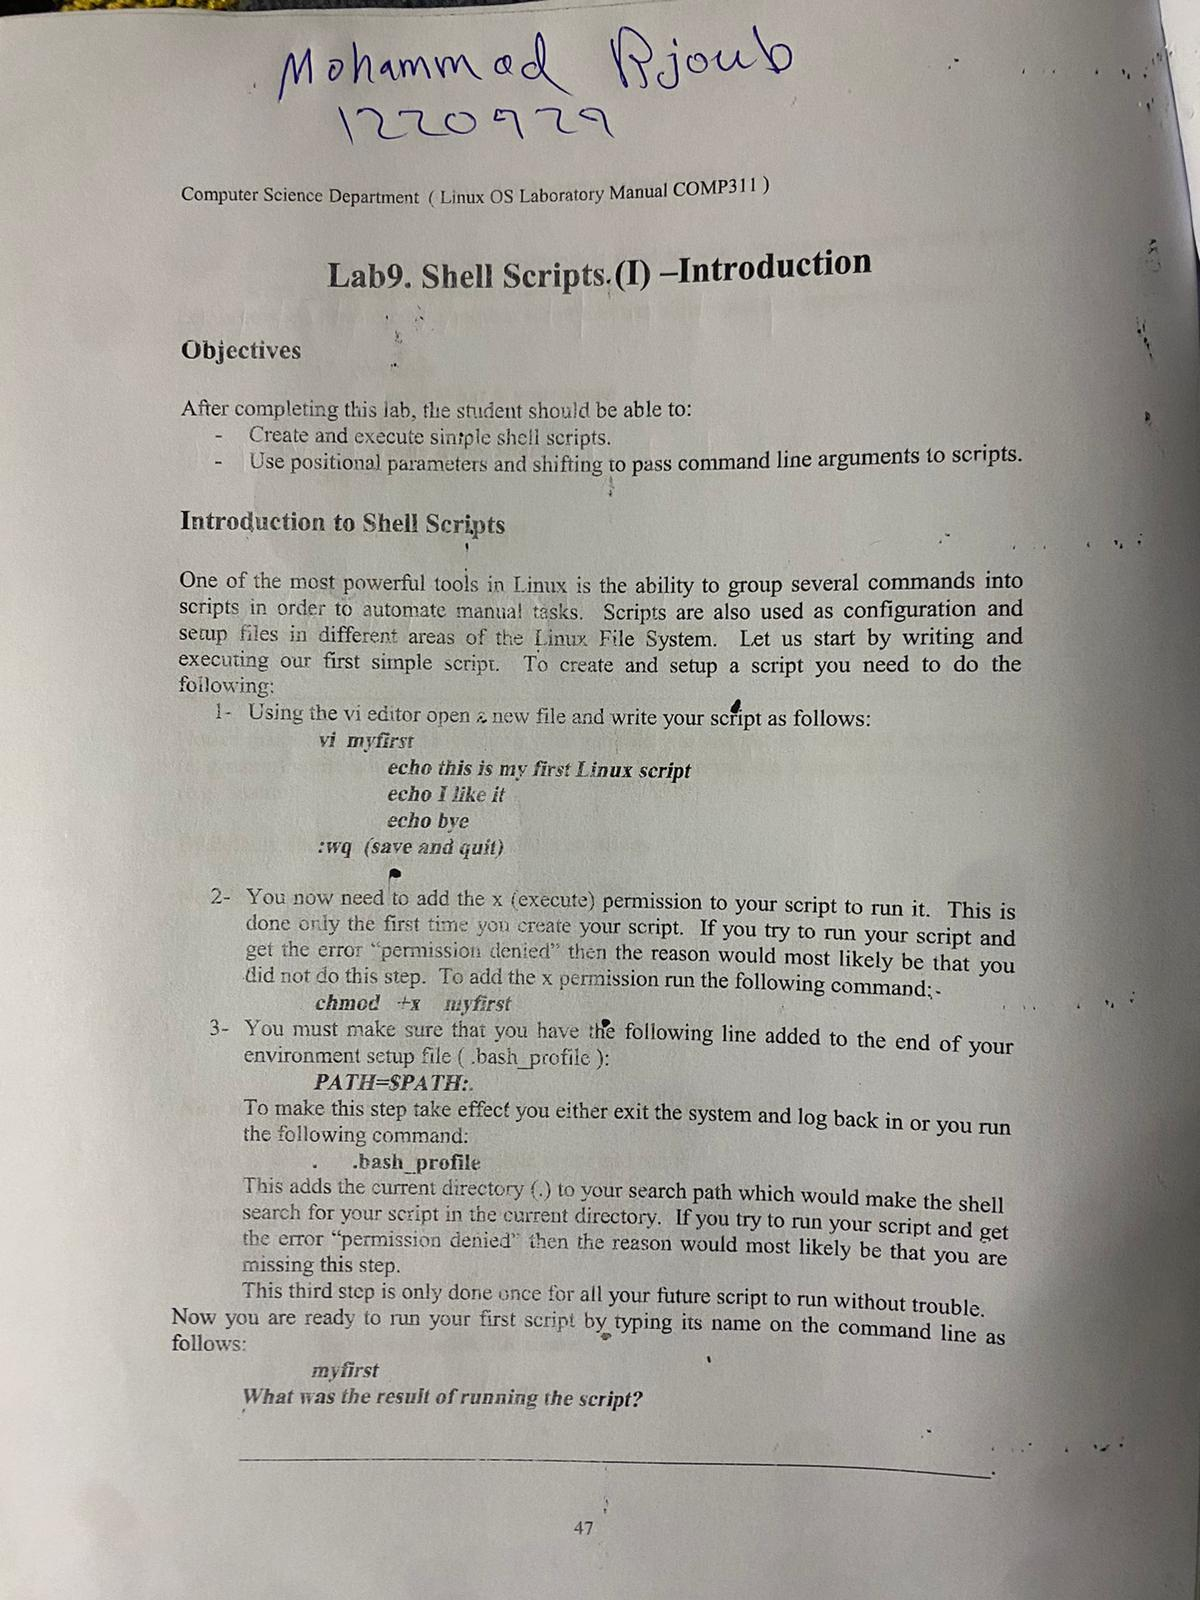 Mohammad Rjoub
1220929
Computer Science Department ( Linux OS Laboratory Manual COMP311 )
Lab9. Shell Scripts.(I) –Introduction
Objectives
After completing this lab, the student should be able to:
- Create and execute simple shell scripts.
- Use positional parameters and shifting to pass command line arguments to scripts.
Introduction to Shell Scripts
One of the most powerful tools in Linux is the ability to group several commands into
scripts in order to automate manual tasks. Scripts are also used as configuration and
setup files in different areas of the Linux File System. Let us start by writing and
executing our first simple script. To create and setup a script you need to do the
following:
1- Using the vi editor open a new file and write your script as follows:
vi myfirst
echo this is my first Linux script
echo I like it
echo bye
:wq (save and quit)
2- You now need to add the x (execute) permission to your script to run it. This is
done only the first time you create your script. If you try to run your script and
get the error “permission denied” then the reason would most likely be that you
did not do this step. To add the x permission run the following command:-
chmod +x myfirst
3- You must make sure that you have the following line added to the end of your
environment setup file ( .bash_profile ):
PATH=$PATH:.
To make this step take effect you either exit the system and log back in or you run
the following command:
. .bash_profile
This adds the current directory (.) to your search path which would make the shell
search for your script in the current directory. If you try to run your script and get
the error “permission denied” then the reason would most likely be that you are
missing this step.
This third step is only done once for all your future script to run without trouble.
Now you are ready to run your first script by typing its name on the command line as
follows:
myfirst
What was the result of running the script?
47